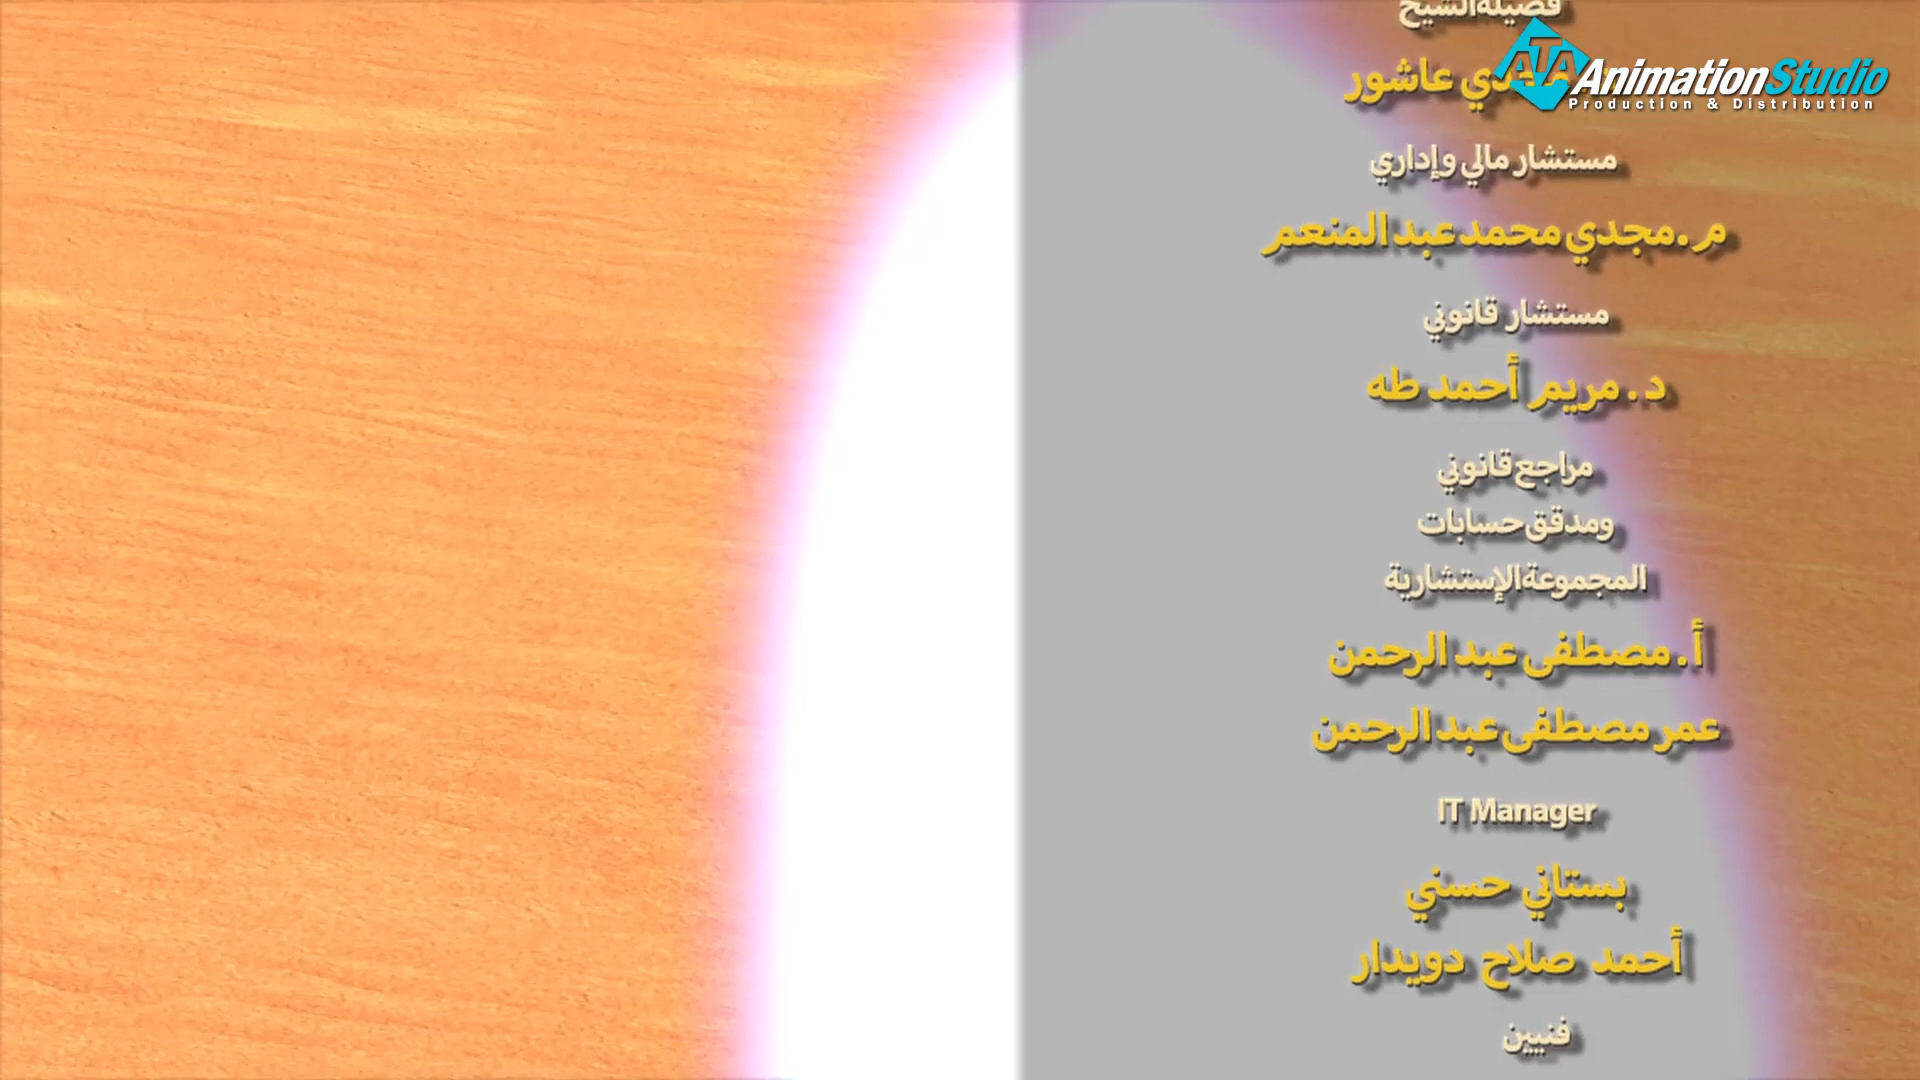 فضيلة الشيخ
مجدي عاشور
ATA
AnimationStudio
Production & Distribution
مستشار مالي وإداري
م. مجدي محمد عبد المنعم
مستشار قانوني
د. مريم أحمد طه
مراجع قانوني
ومدقق حسابات
المجموعة الإستشارية
أ. مصطفى عبد الرحمن
عمر مصطفى عبد الرحمن
IT Manager
بستاني حسني
أحمد صلاح دويدار
فنيين